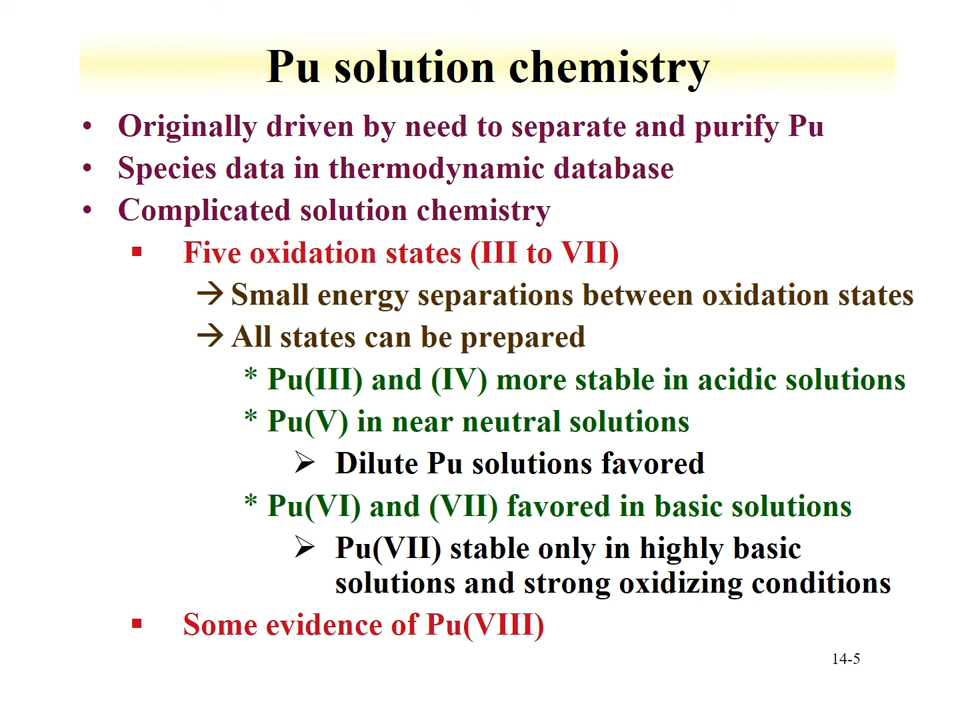 Pu solution chemistry
• Originally driven by need to separate and purify Pu
• Species data in thermodynamic database
• Complicated solution chemistry
▪ Five oxidation states (III to VII)
→ Small energy separations between oxidation states
→ All states can be prepared
* Pu(III) and (IV) more stable in acidic solutions
* Pu(V) in near neutral solutions
➢ Dilute Pu solutions favored
* Pu(VI) and (VII) favored in basic solutions
➢ Pu(VII) stable only in highly basic
solutions and strong oxidizing conditions
▪ Some evidence of Pu(VIII)
14-5